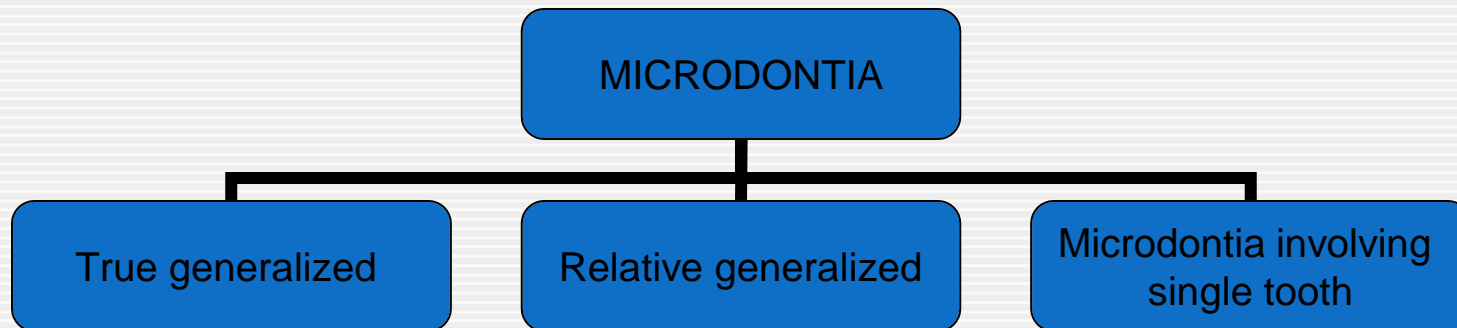 MICRODONTIA
True generalized
Relative generalized
Microdontia involving
single tooth